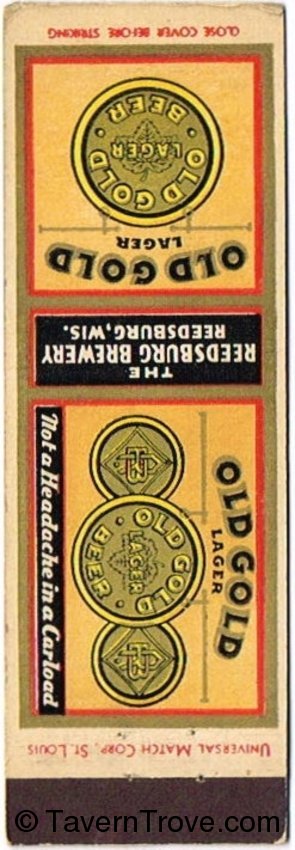 CLOSE COVER BEFORE STRIKING
OLD GOLD
LAGER
OLD GOLD
LAGER
BEER
THE
REEDSBURG BREWERY
REEDSBURG, WIS.
OLD GOLD
LAGER
OLD GOLD
LAGER
BEER
Not a Headache in a Carload
UNIVERSAL MATCH CORP., ST. LOUIS
© TavernTrove.com